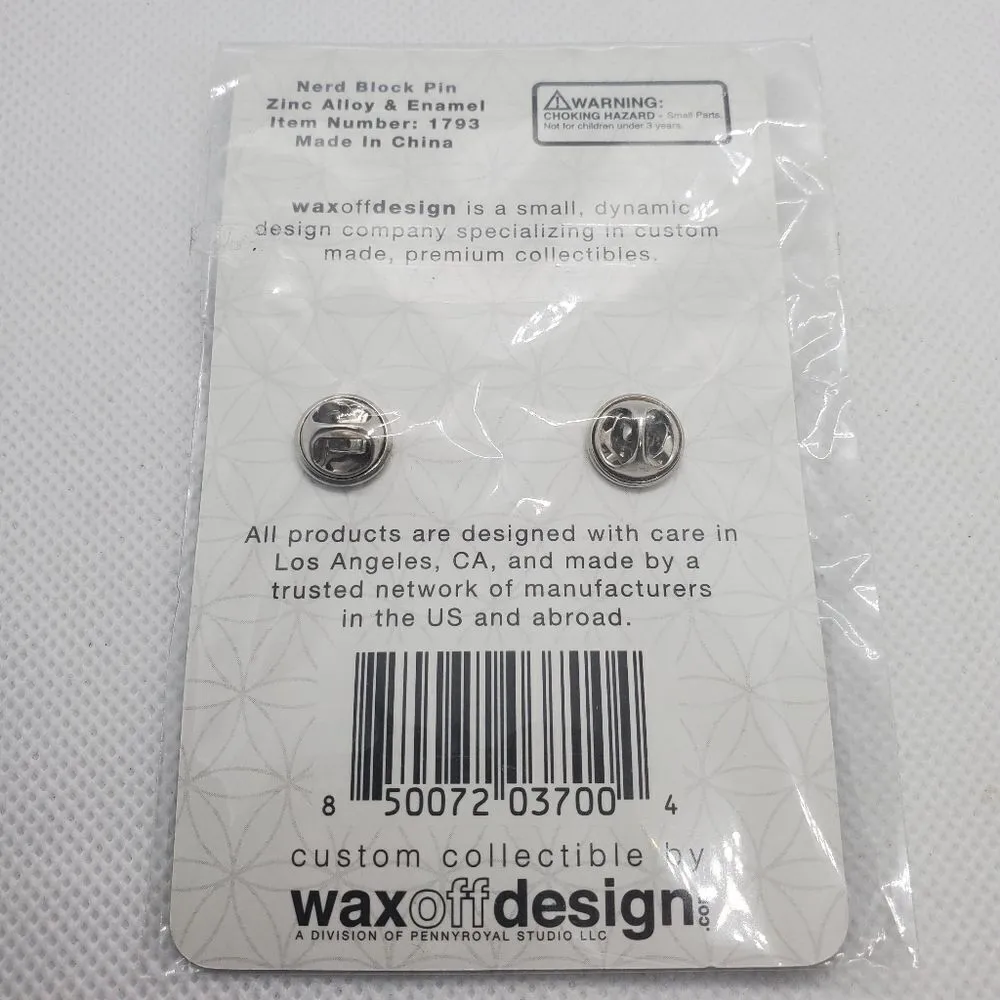 Nerd Block Pin
Zinc Alloy & Enamel
Item Number: 1793
Made In China
WARNING:
CHOKING HAZARD - Small Parts.
Not for children under 3 years.
waxoffdesign is a small, dynamic
design company specializing in custom
made, premium collectibles.
All products are designed with care in
Los Angeles, CA, and made by a
trusted network of manufacturers
in the US and abroad.
8 50072 03700 4
custom collectible by
waxoffdesign.com
A DIVISION OF PENNYROYAL STUDIO LLC